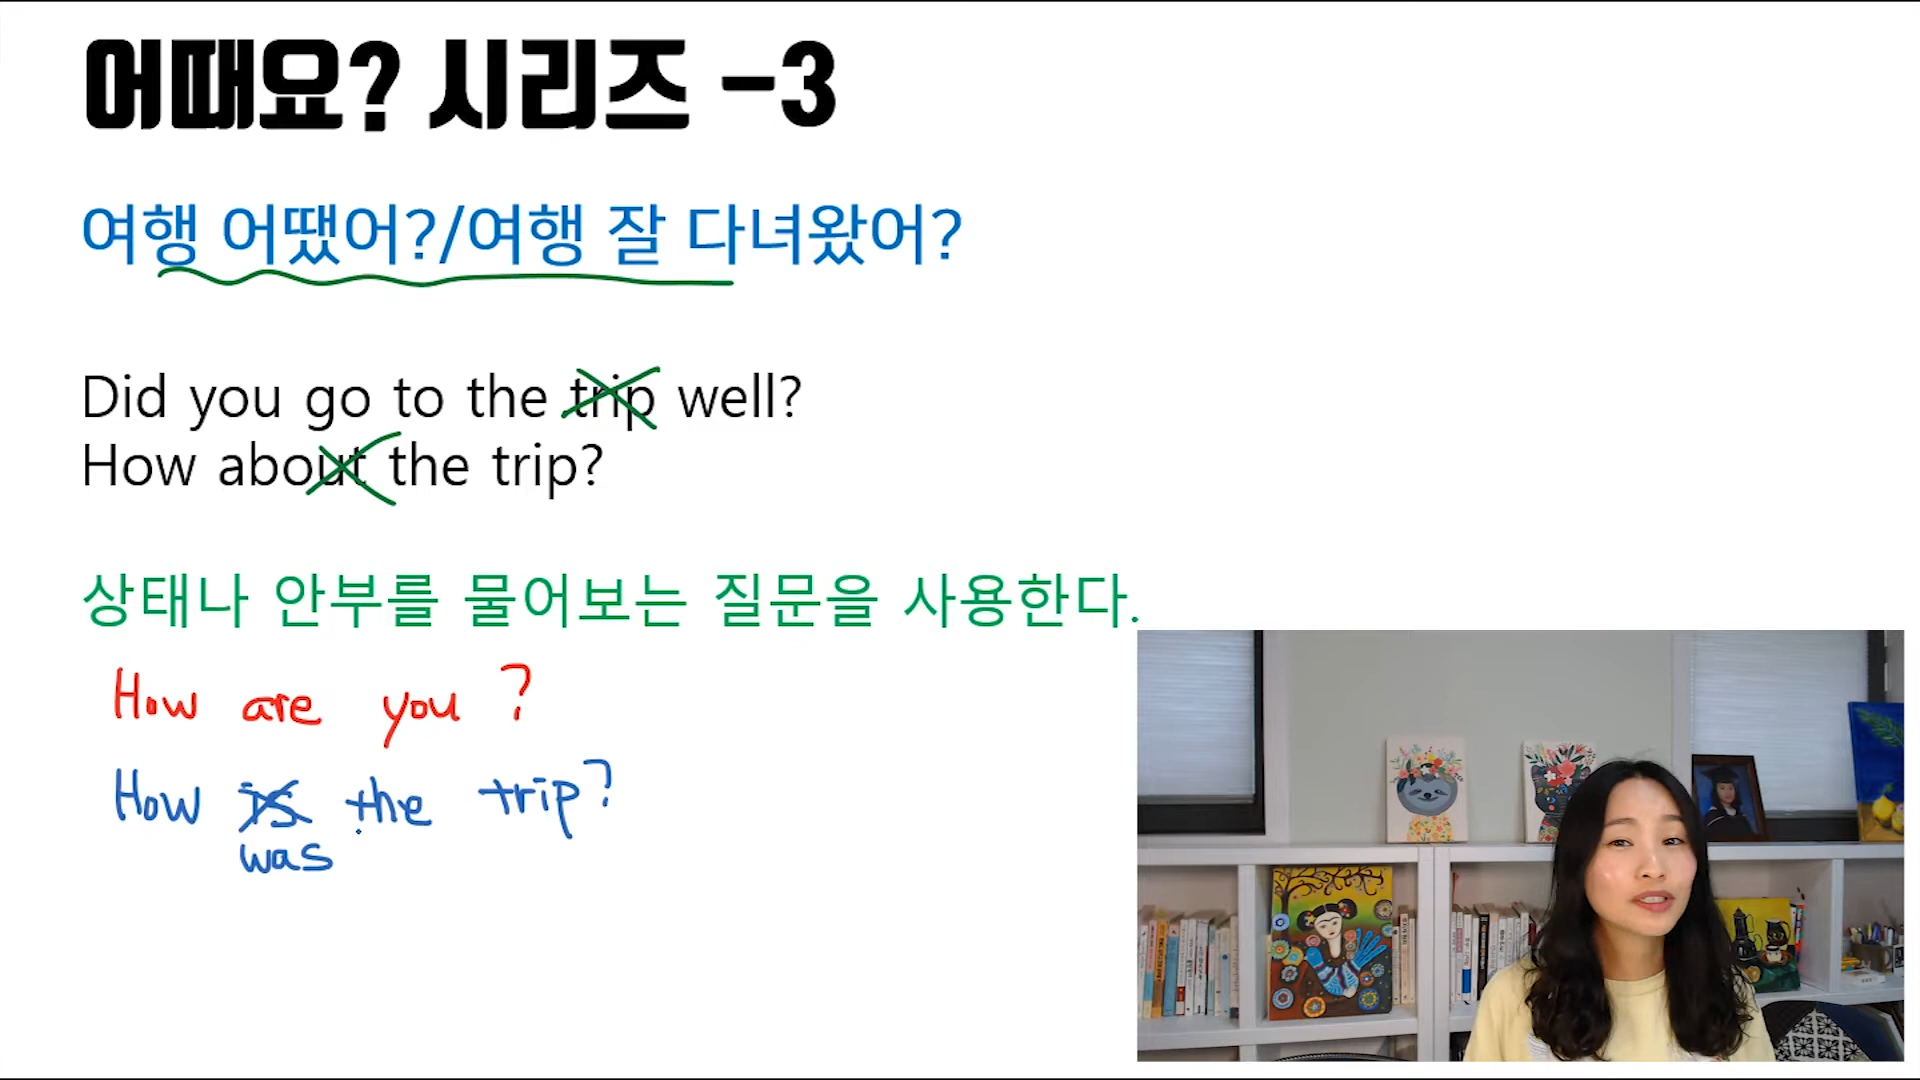 어때요? 시리즈 -3
여행 어땠어?/여행 잘 다녀왔어?
Did you go to the trip well?
How about the trip?
상태나 안부를 물어보는 질문을 사용한다.
How are you?
How is the trip?
was